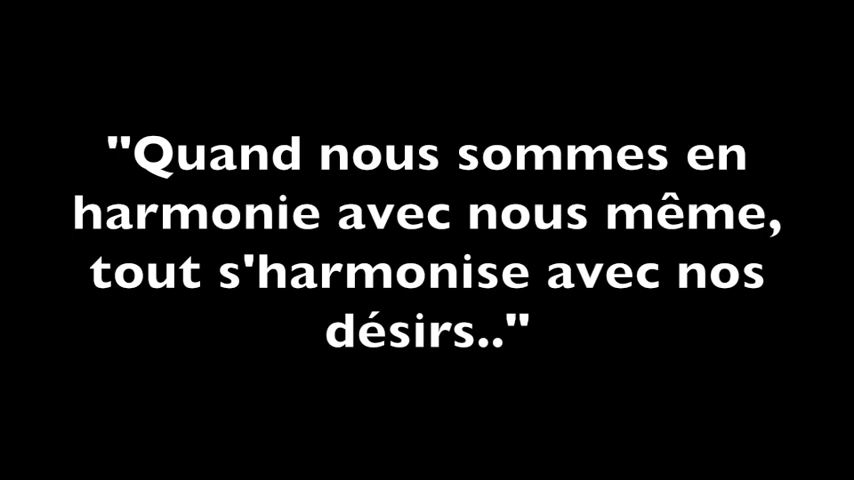 "Quand nous sommes en
harmonie avec nous même,
tout s'harmonise avec nos
désirs.."